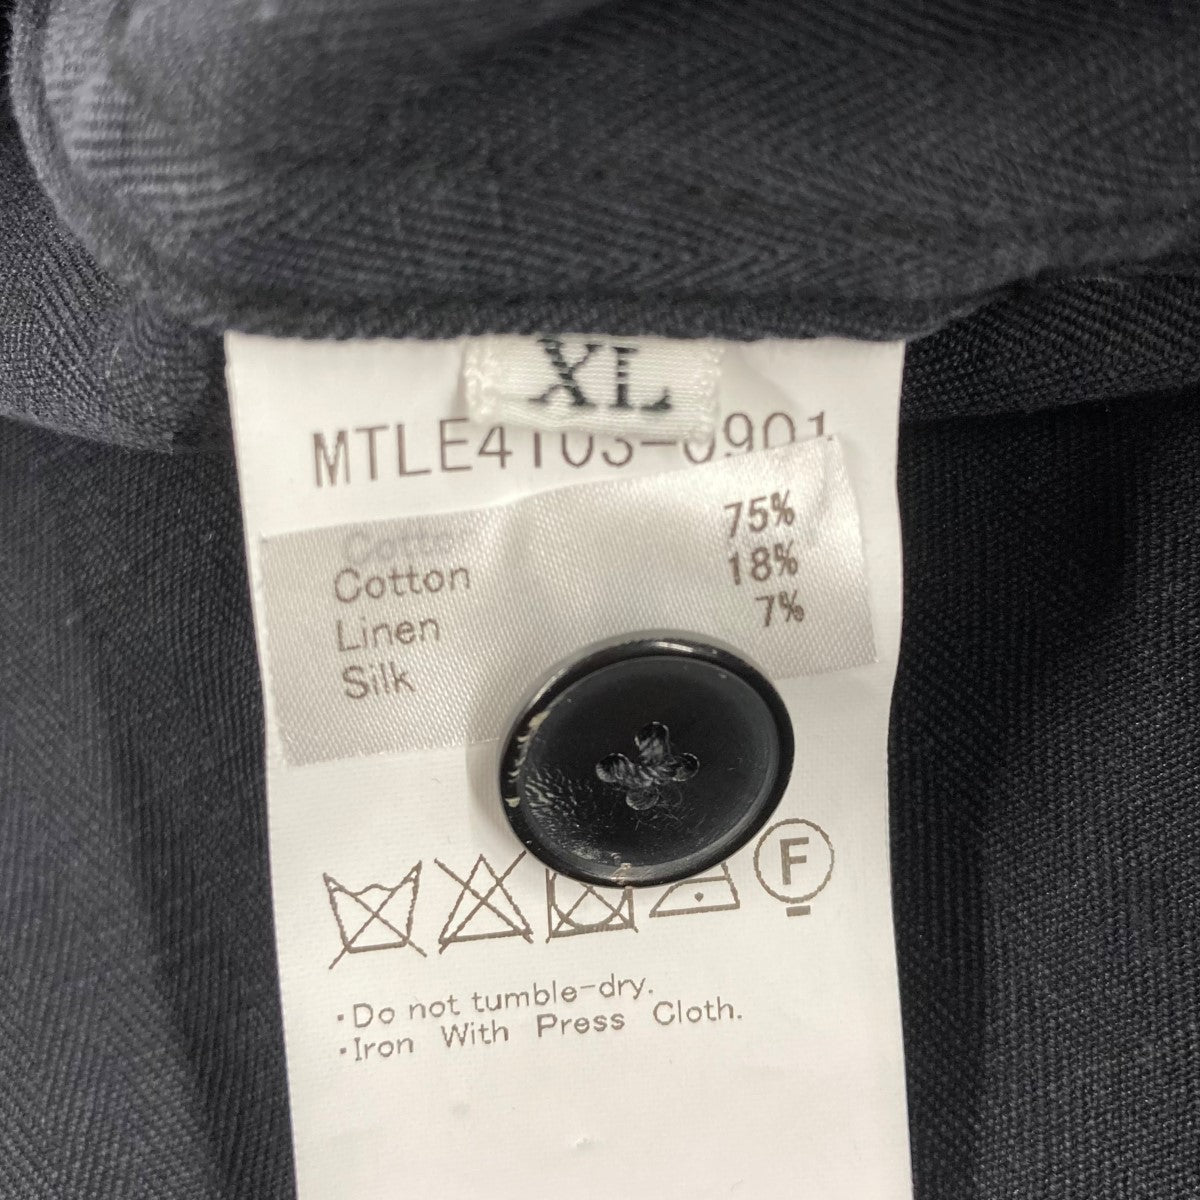 XL
MTLE4103-0901
75%
Cotton 18%
Linen 7%
Silk
F
·Do not tumble-dry.
·Iron With Press Cloth.